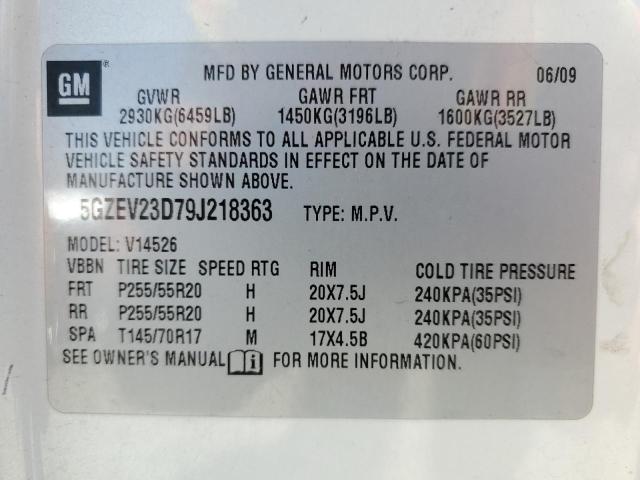 GM
MFD BY GENERAL MOTORS CORP. 06/09
GVWR GAWR FRT GAWR RR
2930KG(6459LB) 1450KG(3196LB) 1600KG(3527LB)
THIS VEHICLE CONFORMS TO ALL APPLICABLE U.S. FEDERAL MOTOR
VEHICLE SAFETY STANDARDS IN EFFECT ON THE DATE OF
MANUFACTURE SHOWN ABOVE.
5GZEV23D79J218363 TYPE: M.P.V.
MODEL: V14526
VBBN TIRE SIZE SPEED RTG RIM COLD TIRE PRESSURE
FRT P255/55R20 H 20X7.5J 240KPA(35PSI)
RR P255/55R20 H 20X7.5J 240KPA(35PSI)
SPA T145/70R17 M 17X4.5B 420KPA(60PSI)
SEE OWNER'S MANUAL i FOR MORE INFORMATION.